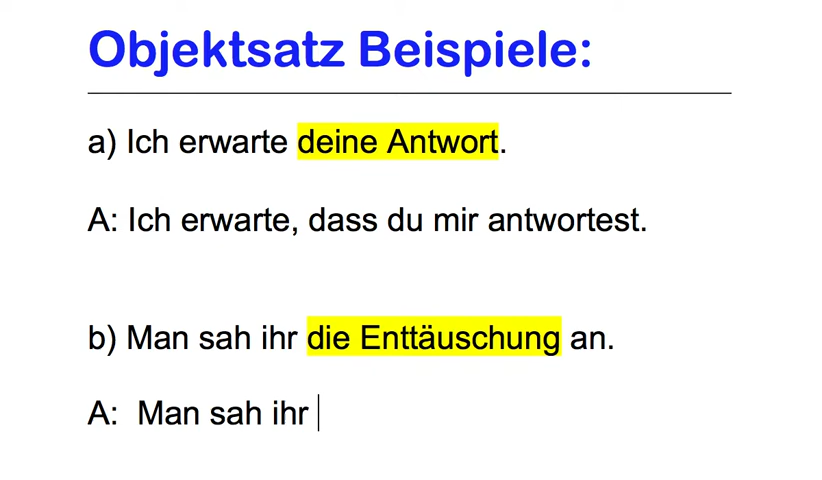 Objektsatz Beispiele:
a) Ich erwarte deine Antwort.
A: Ich erwarte, dass du mir antwortest.
b) Man sah ihr die Enttäuschung an.
A: Man sah ihr